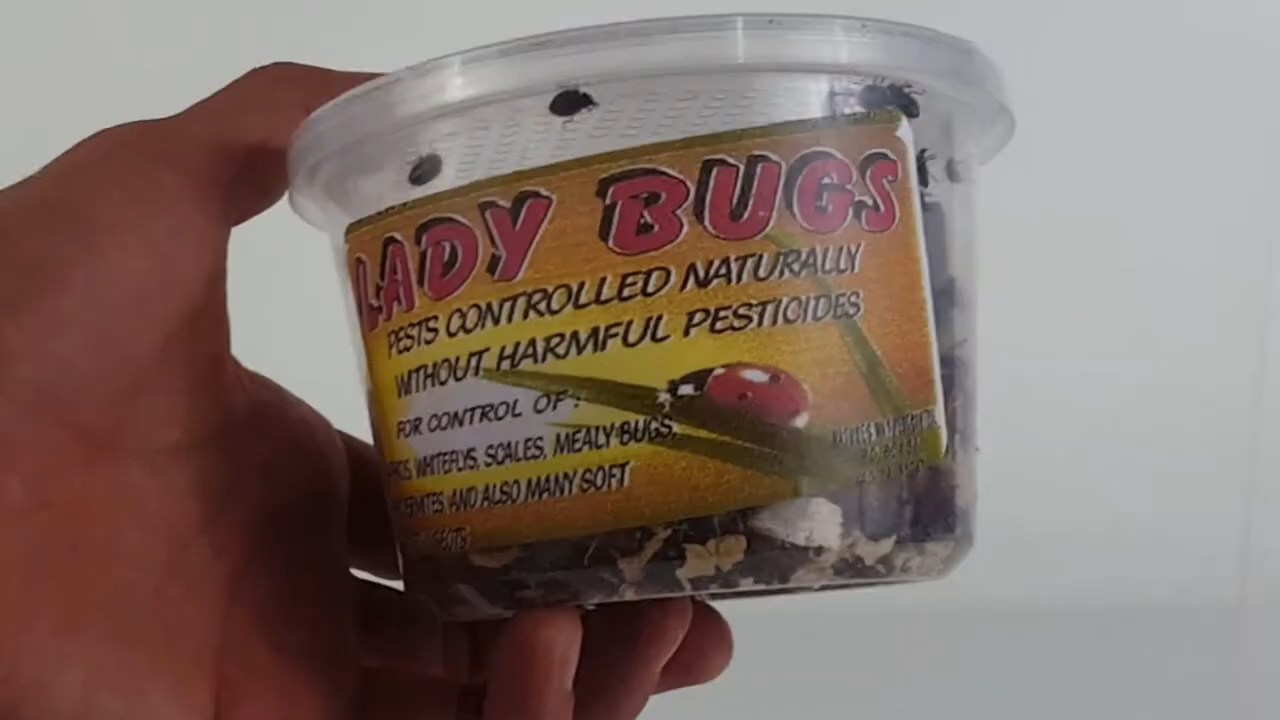 LADY BUGS
PESTS CONTROLLED NATURALLY
WITHOUT HARMFUL PESTICIDES
FOR CONTROL OF:
WHITEFLYS, SCALES, MEALY BUGS,
AND ALSO MANY SOFT